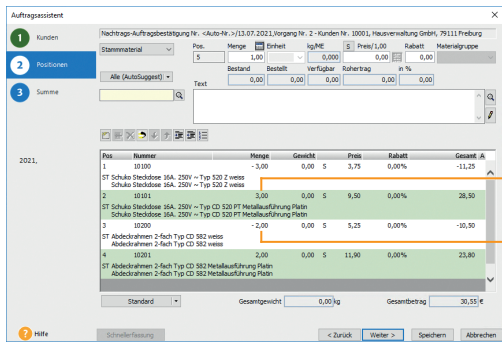 Auftragsassistent
1 Kunden
2 Positionen
3 Summe
2021,
Nachtrags-Auftragsbestätigung Nr. <Auto-Nr.>/13.07.2021/Vorgang Nr. 2 - Kunden Nr. 10001, Hausverwaltung GmbH, 79111 Freiburg
Stammmaterial Pos. Menge Einheit kg/ME S Preis/1,00 Rabatt Materialgruppe
5 1,00 0,000 0,00 0,00
Bestand Bestellt Verfügbar Rohertrag in %
Alle (AutoSuggest) 0,00 0,00 0,00 0,00 0,00
Text
Pos Nummer Menge Gewicht Preis Rabatt Gesamt A
1 10100 - 3,00 0,00 S 3,75 0,00% -11,25
ST Schuko Steckdose 16A. 250V ~ Typ 520 Z weiss
Schuko Steckdose 16A. 250V ~ Typ 520 Z weiss
2 10101 3,00 0,00 S 9,50 0,00% 28,50
ST Schuko Steckdose 16A. 250V ~ Typ CD 520 PT Metallausführung Platin
Schuko Steckdose 16A. 250V ~ Typ CD 520 PT Metallausführung Platin
3 10200 - 2,00 0,00 S 5,25 0,00% -10,50
ST Abdeckrahmen 2-fach Typ CD 582 weiss
Abdeckrahmen 2-fach Typ CD 582 weiss
4 10201 2,00 0,00 S 11,90 0,00% 23,80
ST Abdeckrahmen 2-fach Typ CD 582 Metallausführung Platin
Abdeckrahmen 2-fach Typ CD 582 Metallausführung Platin
Standard Gesamtgewicht 0,00 kg Gesamtbetrag 30,55 €
? Hilfe Schnellerfassung < Zurück Weiter > Speichern Abbrechen